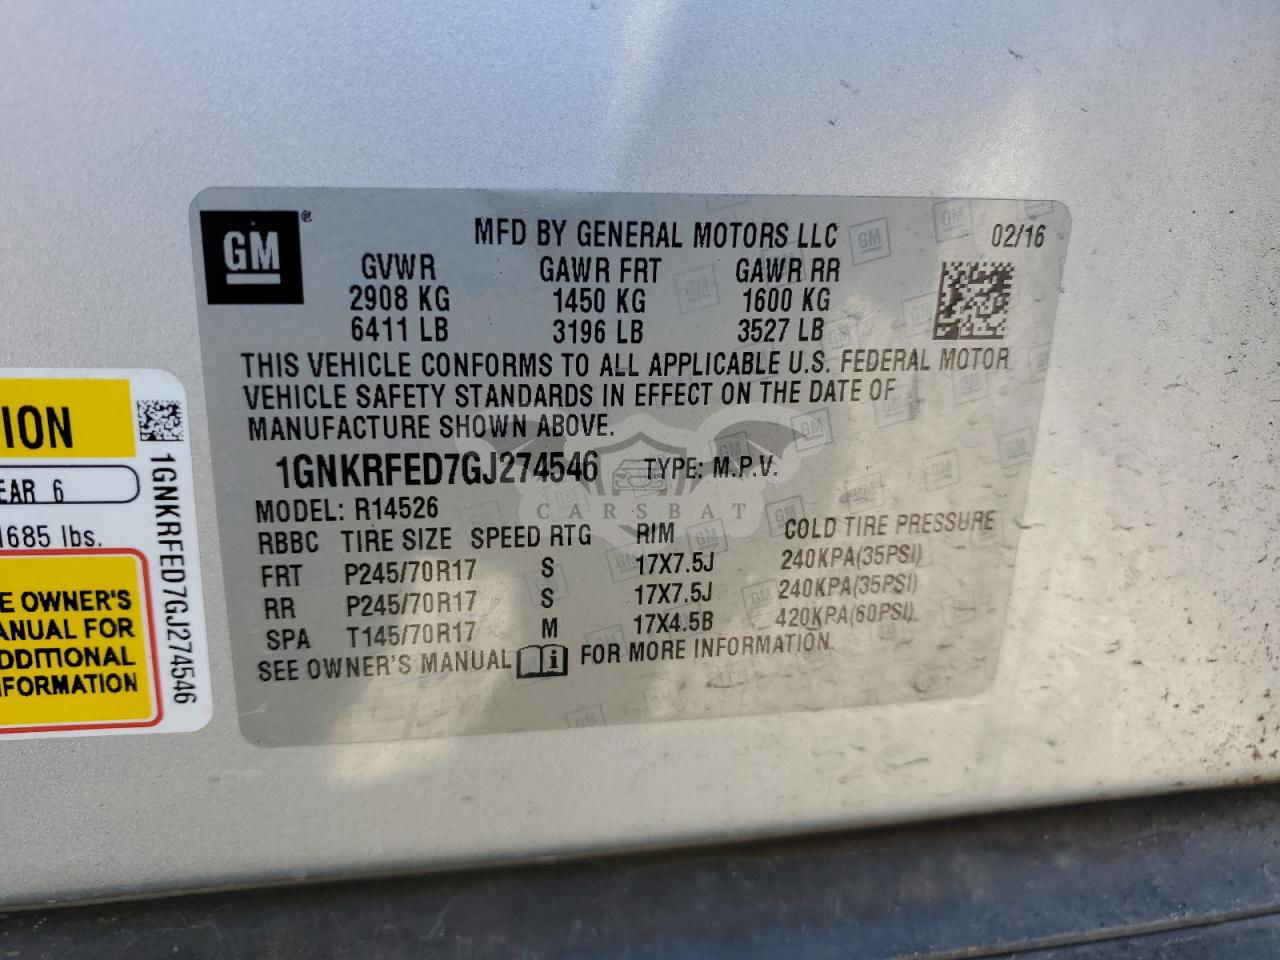 GM ®
MFD BY GENERAL MOTORS LLC 02/16
GVWR GAWR FRT GAWR RR
2908 KG 1450 KG 1600 KG
6411 LB 3196 LB 3527 LB
THIS VEHICLE CONFORMS TO ALL APPLICABLE U.S. FEDERAL MOTOR
VEHICLE SAFETY STANDARDS IN EFFECT ON THE DATE OF
MANUFACTURE SHOWN ABOVE.
1GNKRFED7GJ274546 TYPE: M.P.V.
MODEL: R14526
RBBC TIRE SIZE SPEED RTG RIM COLD TIRE PRESSURE
FRT P245/70R17 S 17X7.5J 240KPA(35PSI)
RR P245/70R17 S 17X7.5J 240KPA(35PSI)
SPA T145/70R17 M 17X4.5B 420KPA(60PSI)
SEE OWNER'S MANUAL i FOR MORE INFORMATION.
CARSBAT
ION
EAR 6
1685 lbs.
E OWNER'S
ANUAL FOR
DDITIONAL
FORMATION
1GNKRFED7GJ274546